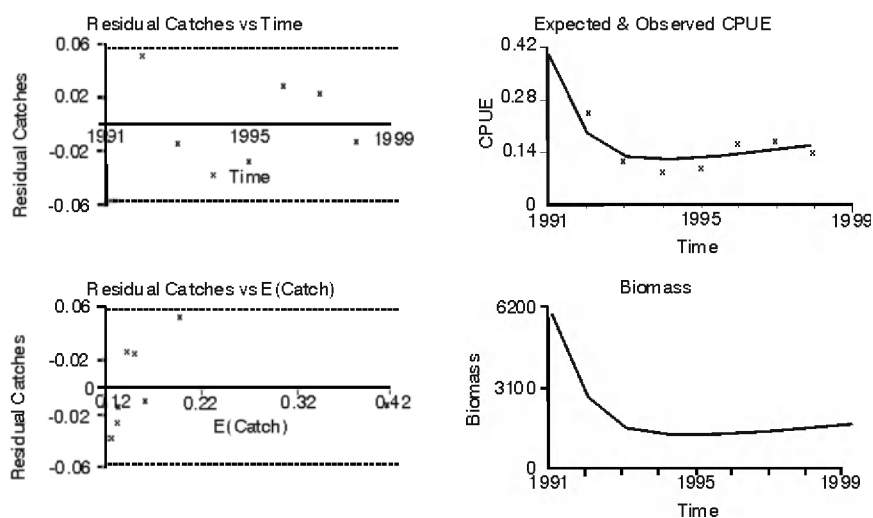 Residual Catches vs Time
0.06
0.02
-0.02
-0.06
1991
1995
1999
Time
Residual Catches
Expected & Observed CPUE
0.42
0.28
0.14
0
1991
1995
1999
CPUE
Time
Residual Catches vs E(Catch)
0.06
-0.02
0
-0.02
-0.06
0.12
0.22
0.32
0.42
E(Catch)
Residual Catches
Biomass
6200
3100
0
1991
1995
1999
Biomass
Time